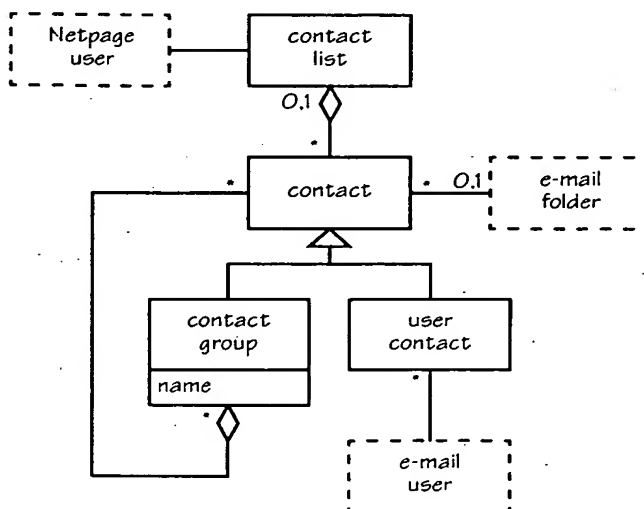 Netpage
user
contact
list
0,1
*
*
contact
*
0,1
e-mail
folder
contact
group
name
*
user
contact
*
e-mail
user